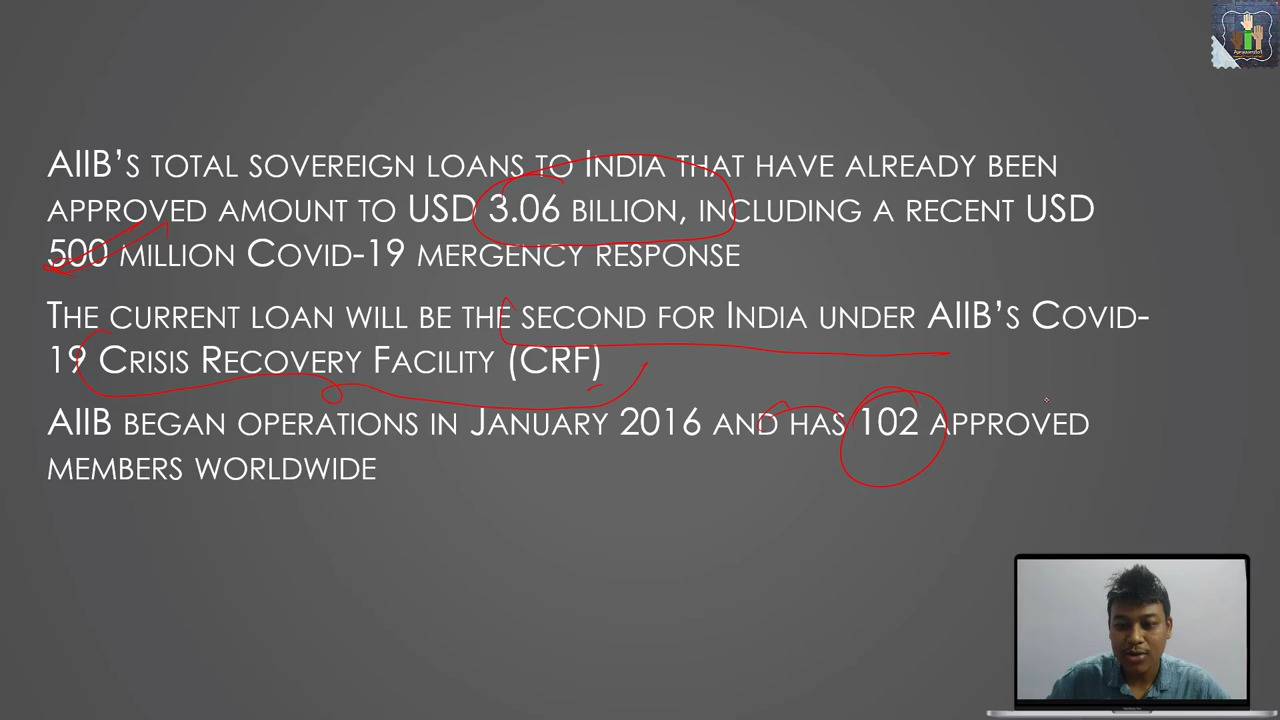 AIIB's total sovereign loans to India that have already been
approved amount to USD 3.06 billion, including a recent USD
500 million Covid-19 mergency response
The current loan will be the second for India under AIIB's Covid-
19 Crisis Recovery Facility (CRF)
AIIB began operations in January 2016 and has 102 approved
members worldwide